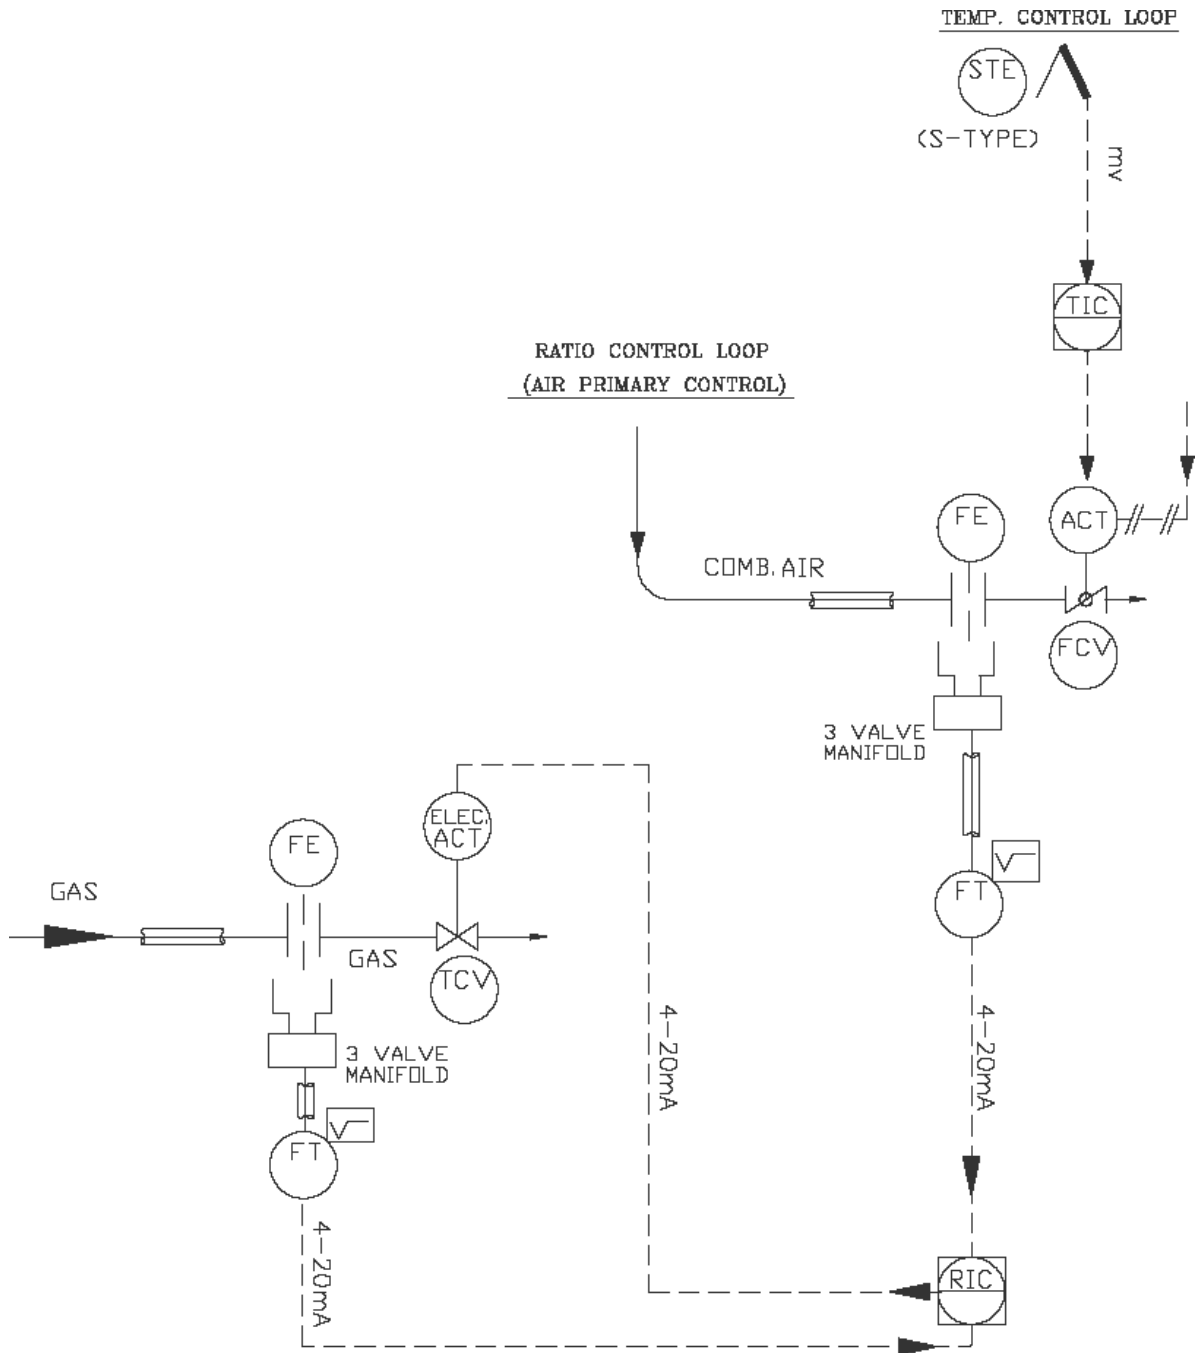 TEMP. CONTROL LOOP
STE
(S-TYPE)
mv
TIC
RATIO CONTROL LOOP
(AIR PRIMARY CONTROL)
FE
ACT
COMB.AIR
FCV
3 VALVE
MANIFOLD
ELEC.
ACT
FE
FT
GAS
GAS
TCV
4-20mA
4-20mA
3 VALVE
MANIFOLD
FT
4-20mA
RIC